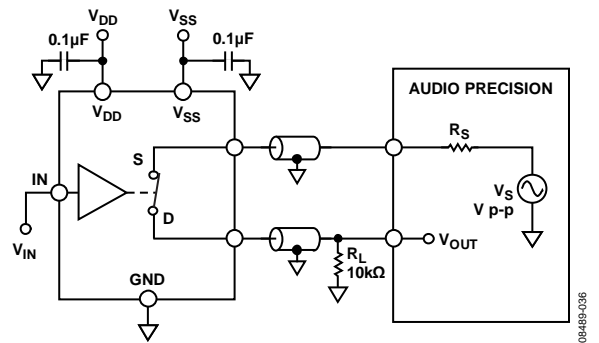 VDD
VSS
0.1µF
0.1µF
VDD
VSS
AUDIO PRECISION
RS
S
IN
VS
V p-p
D
VIN
VOUT
RL
10kΩ
GND
08489-036